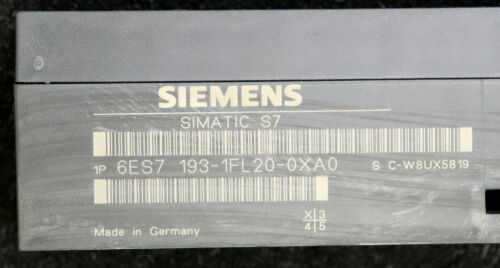 SIEMENS
SIMATIC S7
1P 6ES7 193-1FL20-0XA0 S C-W8UX5819
X 3
Made in Germany 4 5